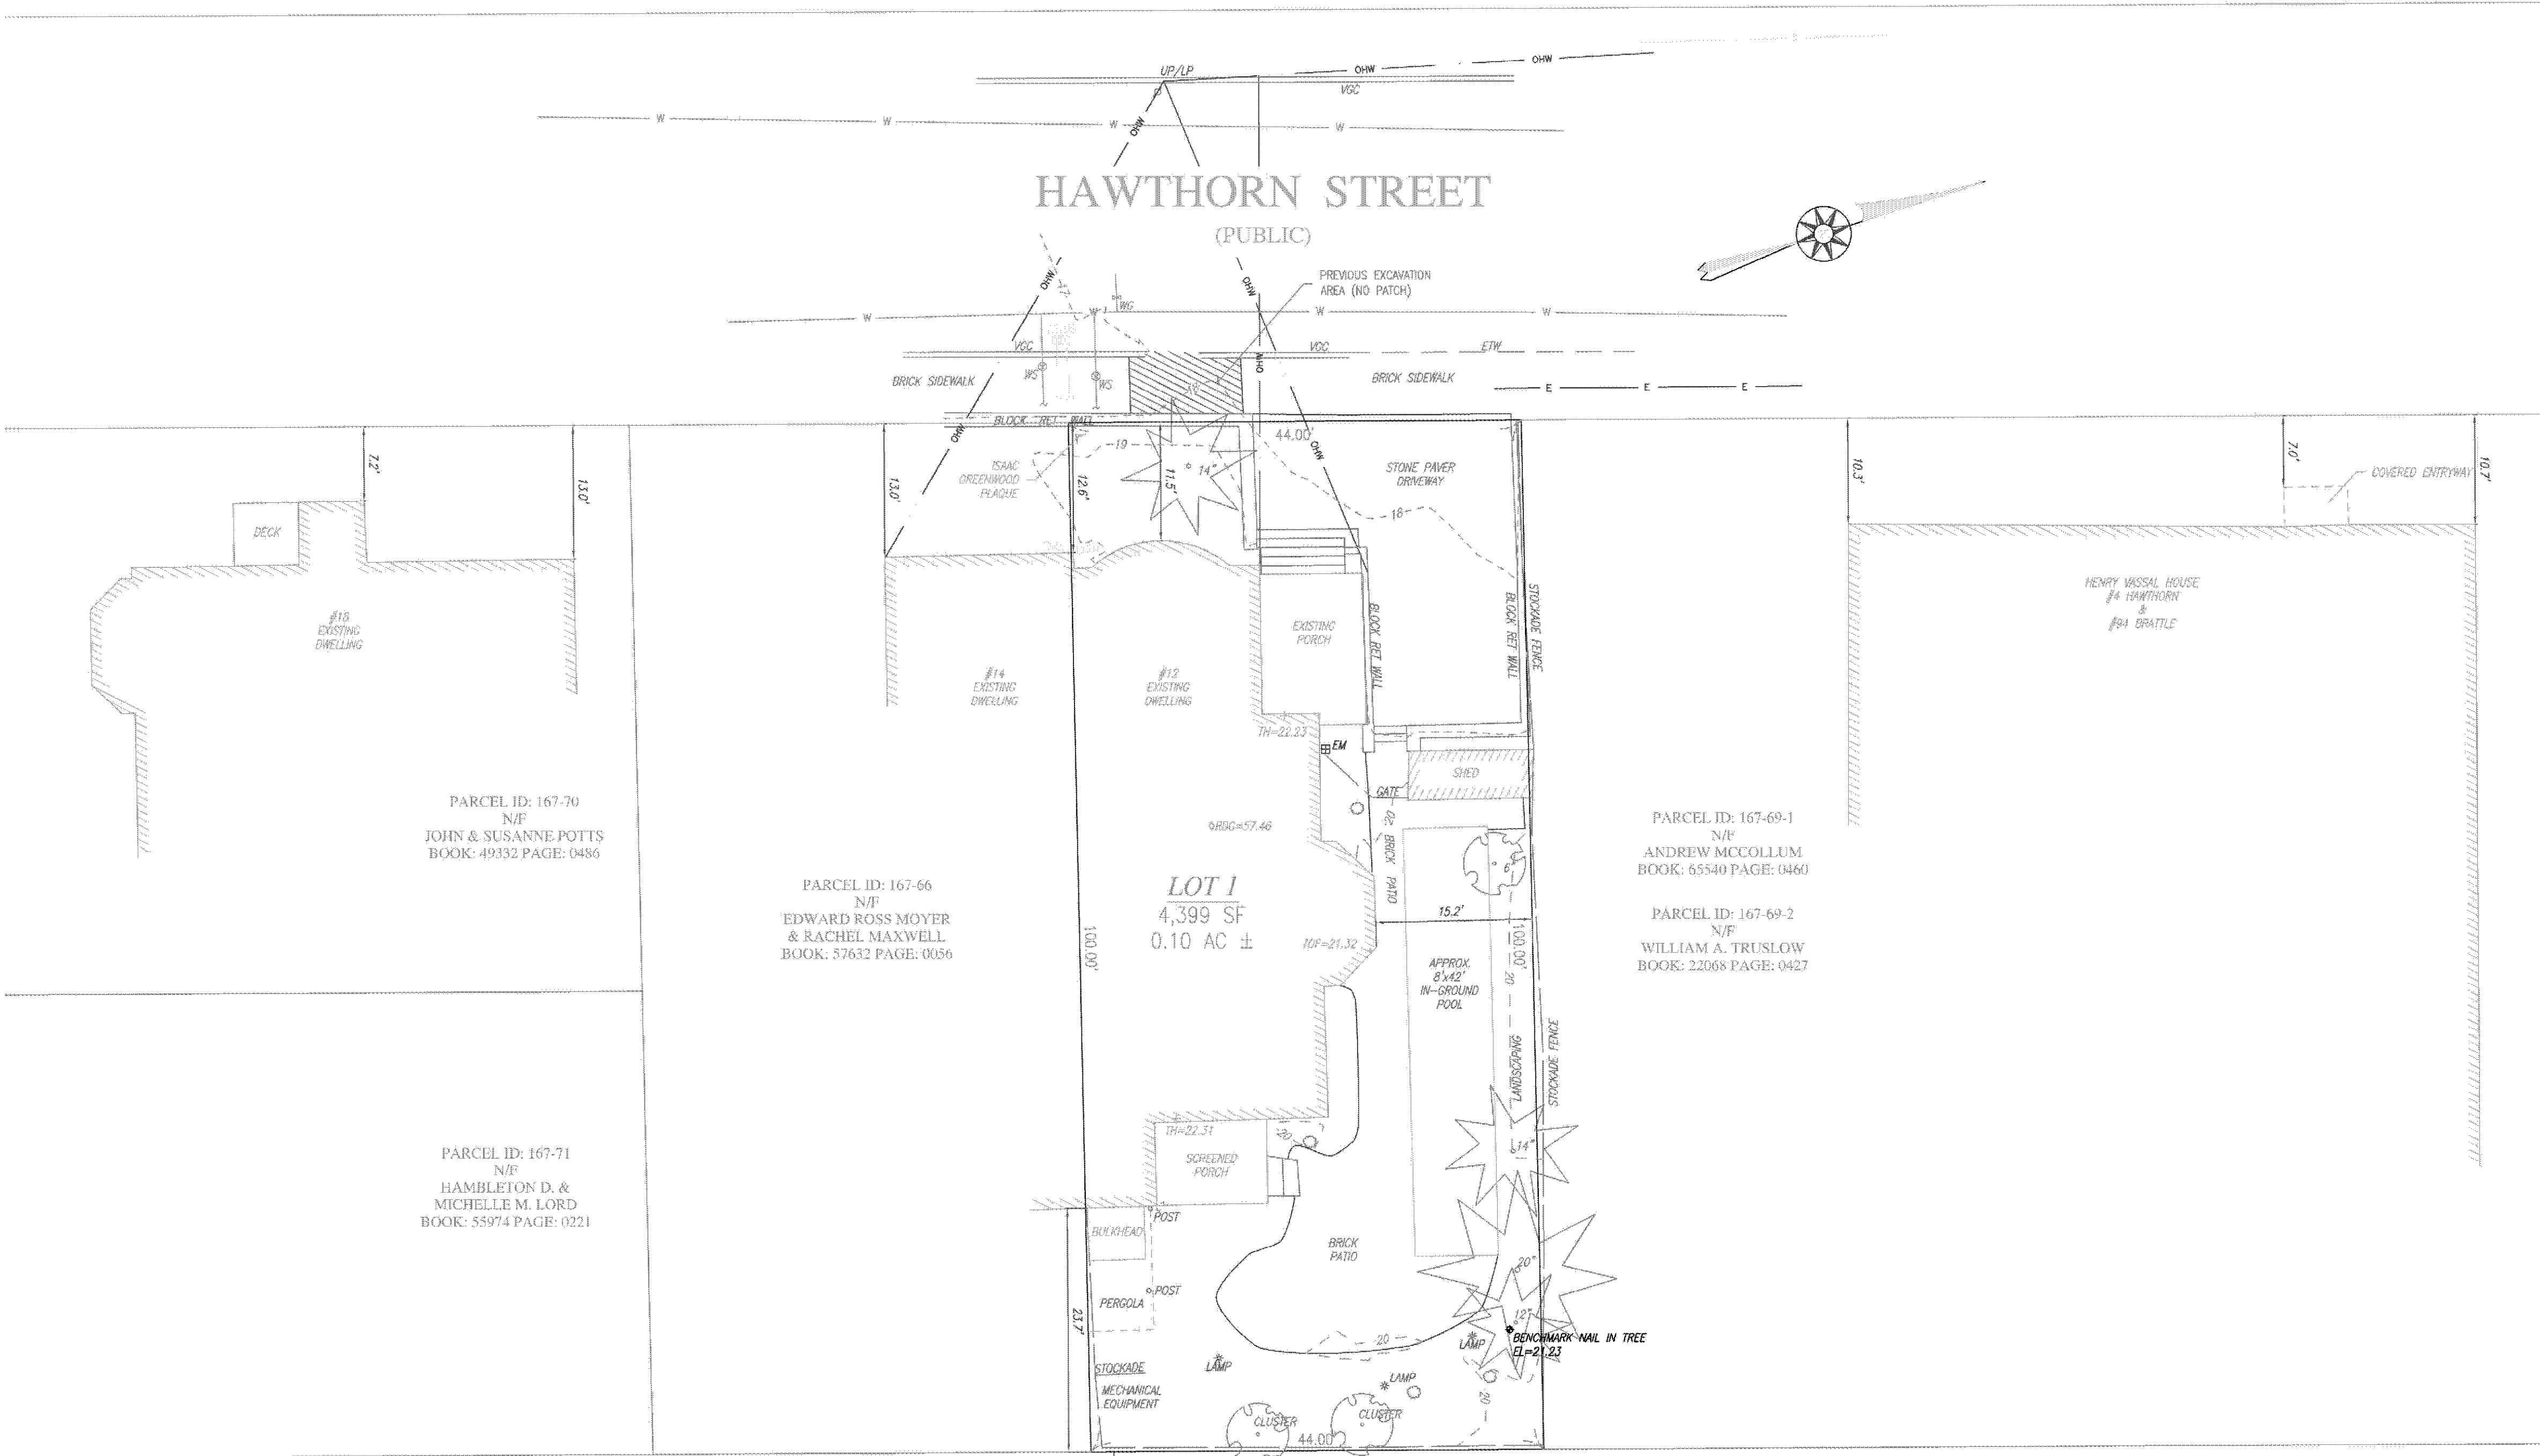 UP/LP
OHW
OHW
VGC
W
W
W
W
OHW
HAWTHORN STREET
(PUBLIC)
PREVIOUS EXCAVATION
AREA (NO PATCH)
OHW
OHW
17
WG
W
W
W
W
VGC
VGC
ETW
BRICK SIDEWALK
WS
WS
18
OHW
BRICK SIDEWALK
E
E
E
BLOCK RET WALL
44.00'
OHW
OHW
7.2'
13.0'
13.0'
ISAAC
GREENWOOD
PLAQUE
19
12.6'
11.5'
14"
STONE PAVER
DRIVEWAY
18
10.3'
7.0'
10.7'
COVERED ENTRYWAY
DECK
#18
EXISTING
DWELLING
#14
EXISTING
DWELLING
#12
EXISTING
DWELLING
EXISTING
PORCH
BLOCK RET WALL
BLOCK RET WALL
STOCKADE FENCE
HENRY VASSAL HOUSE
#4 HAWTHORN
&
#94 BRATTLE
TH=22.23
EM
SHED
GATE
20
BRICK PATIO
RDG=57.46
PARCEL ID: 167-70
N/F
JOHN & SUSANNE POTTS
BOOK: 49332 PAGE: 0486
PARCEL ID: 167-66
N/F
EDWARD ROSS MOYER
& RACHEL MAXWELL
BOOK: 57632 PAGE: 0056
LOT 1
4,399 SF
0.10 AC ±
100.00'
TOF=21.32
15.2'
100.00'
20
APPROX.
8'x42'
IN-GROUND
POOL
LANDSCAPING
STOCKADE FENCE
PARCEL ID: 167-69-1
N/F
ANDREW MCCOLLUM
BOOK: 65540 PAGE: 0460
PARCEL ID: 167-69-2
N/F
WILLIAM A. TRUSLOW
BOOK: 22068 PAGE: 0427
PARCEL ID: 167-71
N/F
HAMBLETON D. &
MICHELLE M. LORD
BOOK: 55974 PAGE: 0221
TH=22.31
20
SCREENED
PORCH
14"
POST
BULKHEAD
BRICK
PATIO
20"
POST
PERGOLA
23.7'
12"
BENCHMARK NAIL IN TREE
EL=21.23
20
LAMP
LAMP
STOCKADE
MECHANICAL
EQUIPMENT
LAMP
20
CLUSTER
CLUSTER
44.00'